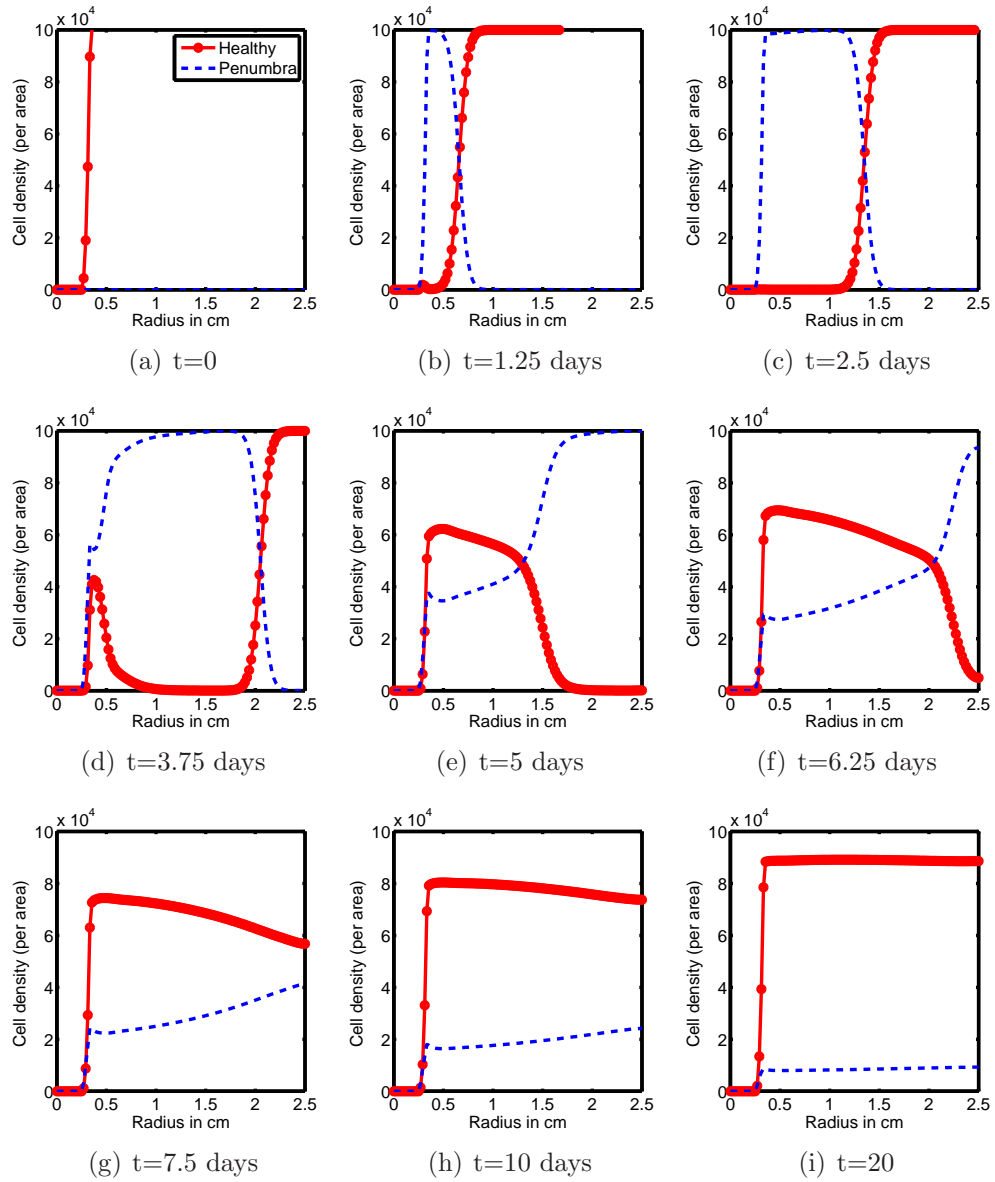 x 10^4
10
8
6
4
2
0
0 0.5 1 1.5 2 2.5
Cell density (per area)
Radius in cm
Healthy
Penumbra
(a) t=0
x 10^4
10
8
6
4
2
0
0 0.5 1 1.5 2 2.5
Cell density (per area)
Radius in cm
(b) t=1.25 days
x 10^4
10
8
6
4
2
0
0 0.5 1 1.5 2 2.5
Cell density (per area)
Radius in cm
(c) t=2.5 days
x 10^4
10
8
6
4
2
0
0 0.5 1 1.5 2 2.5
Cell density (per area)
Radius in cm
(d) t=3.75 days
x 10^4
10
8
6
4
2
0
0 0.5 1 1.5 2 2.5
Cell density (per area)
Radius in cm
(e) t=5 days
x 10^4
10
8
6
4
2
0
0 0.5 1 1.5 2 2.5
Cell density (per area)
Radius in cm
(f) t=6.25 days
x 10^4
10
8
6
4
2
0
0 0.5 1 1.5 2 2.5
Cell density (per area)
Radius in cm
(g) t=7.5 days
x 10^4
10
8
6
4
2
0
0 0.5 1 1.5 2 2.5
Cell density (per area)
Radius in cm
(h) t=10 days
x 10^4
10
8
6
4
2
0
0 0.5 1 1.5 2 2.5
Cell density (per area)
Radius in cm
(i) t=20